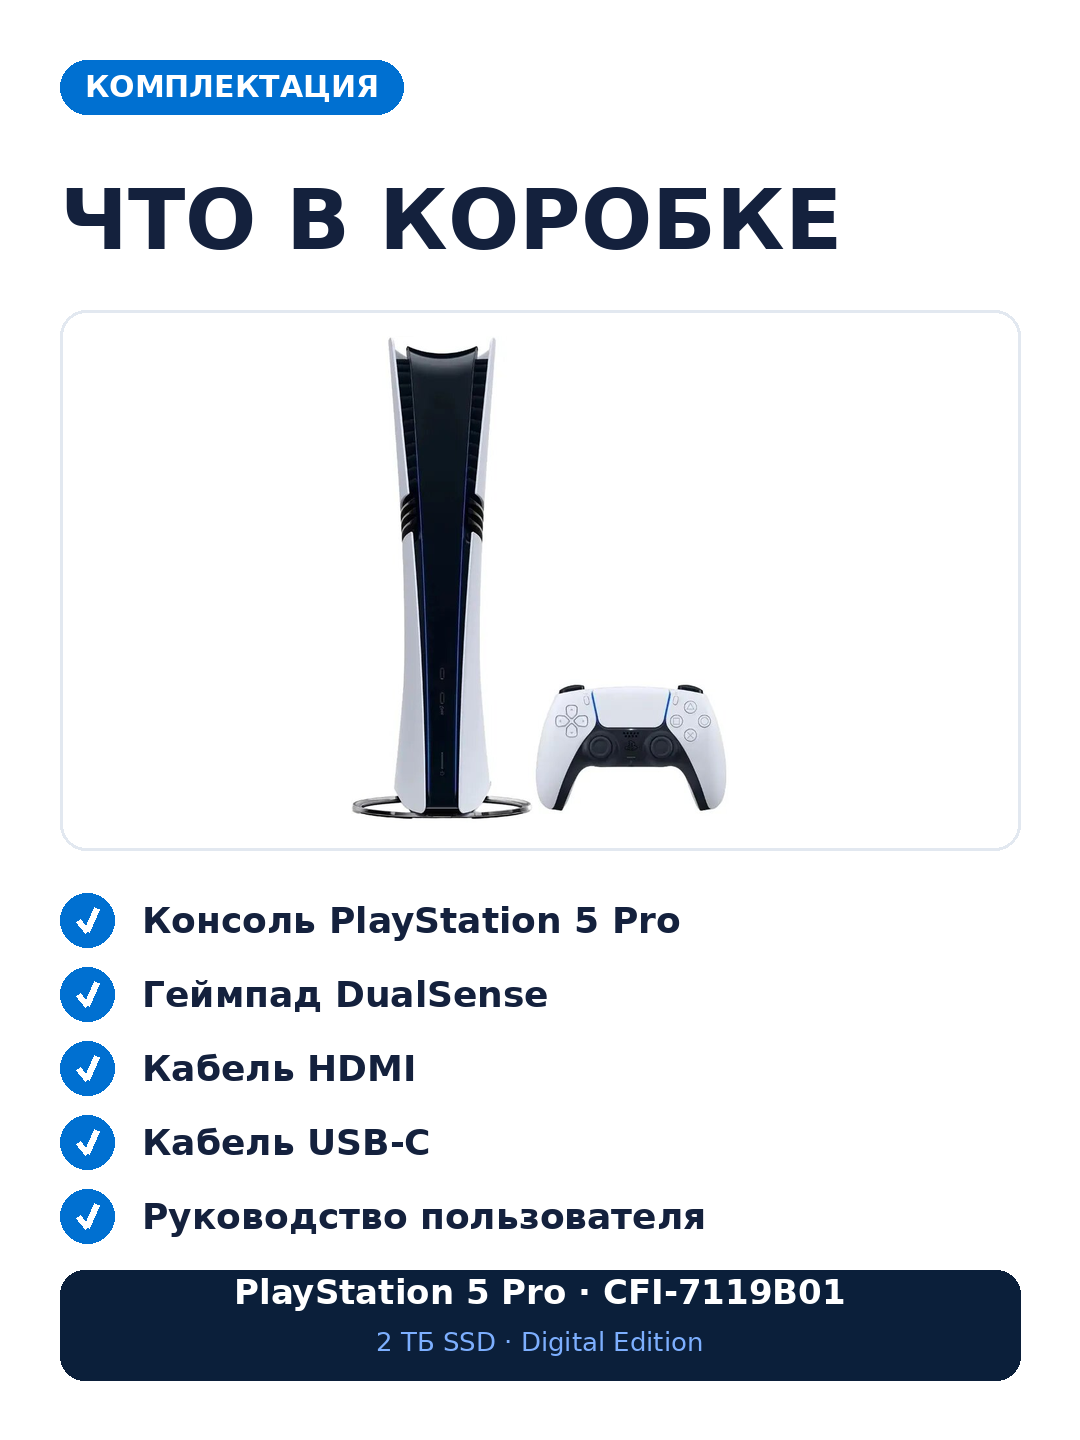 КОМПЛЕКТАЦИЯ
ЧТО В КОРОБКЕ
Консоль PlayStation 5 Pro
Геймпад DualSense
Кабель HDMI
Кабель USB-C
Руководство пользователя
PlayStation 5 Pro · CFI-7119B01
2 ТБ SSD · Digital Edition